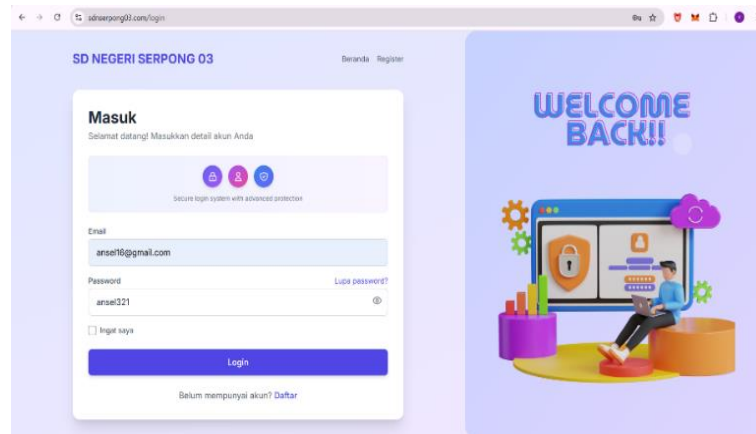 sdnserpong03.com/login
SD NEGERI SERPONG 03
Beranda Register
Masuk
Selamat datang! Masukkan detail akun Anda
Secure login system with advanced protection
Email
ansel16@gmail.com
Password Lupa password?
ansel321
Ingat saya
Login
Belum mempunyai akun? Daftar
WELCOME
BACK!!